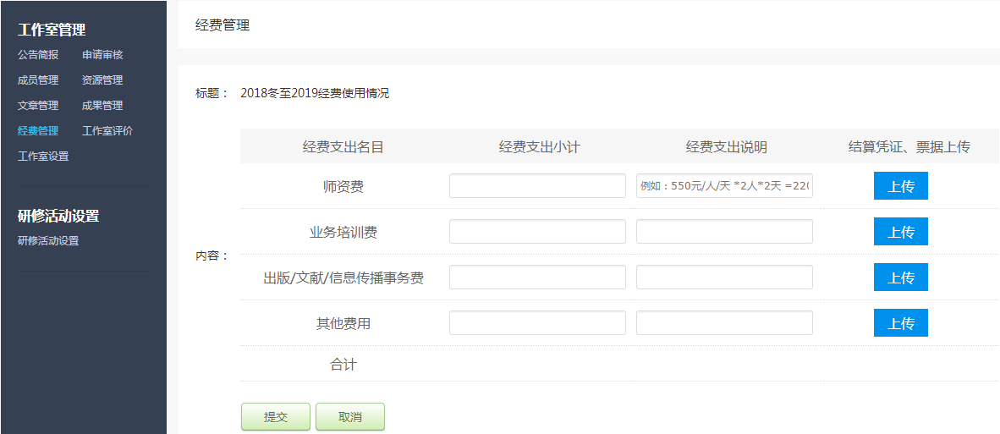 工作室管理
公告简报 申请审核
成员管理 资源管理
文章管理 成果管理
经费管理 工作室评价
工作室设置
研修活动设置
研修活动设置
经费管理
标题： 2018冬至2019经费使用情况
内容：
经费支出名目 经费支出小计 经费支出说明 结算凭证、票据上传
师资费 例如：550元/人/天 *2人*2天 =220 上传
业务培训费 上传
出版/文献/信息传播事务费 上传
其他费用 上传
合计
提交 取消